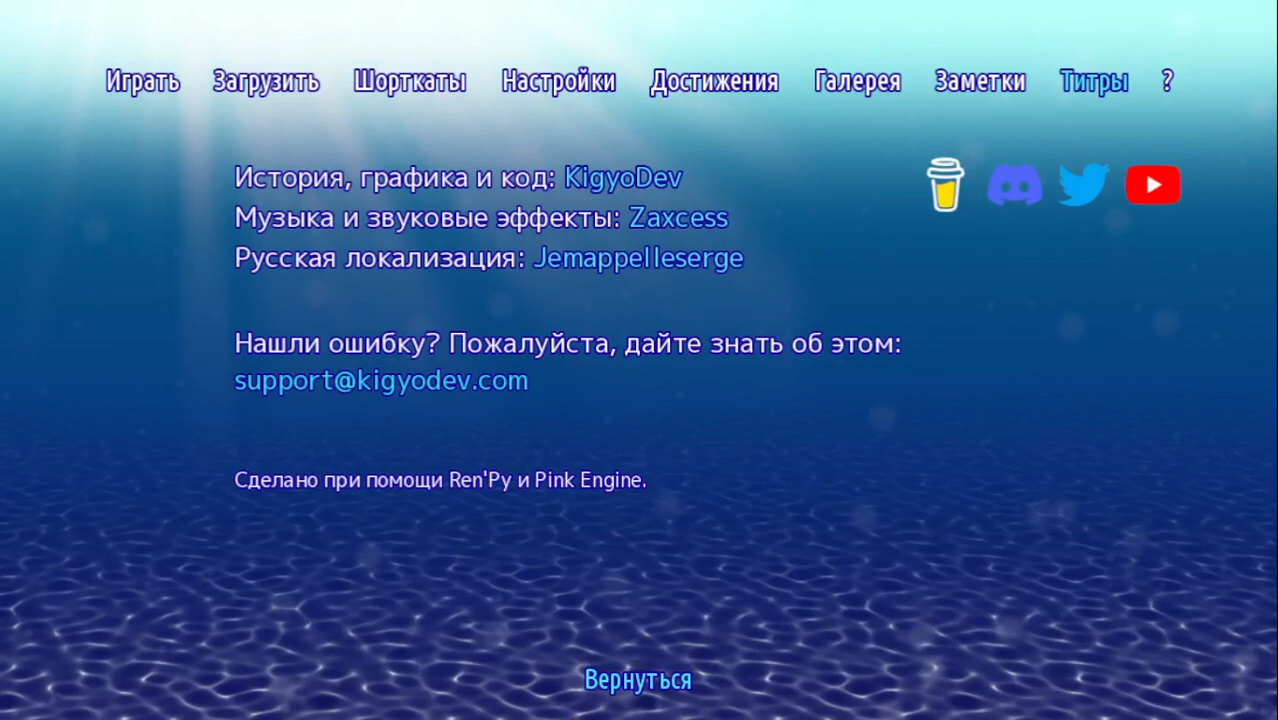 Играть Загрузить Шорткаты Настройки Достижения Галерея Заметки Титры ?
История, графика и код: KigyoDev
Музыка и звуковые эффекты: Zaxcess
Русская локализация: Jemappelleserge
Нашли ошибку? Пожалуйста, дайте знать об этом:
support@kigyodev.com
Сделано при помощи Ren'Py и Pink Engine.
Вернуться